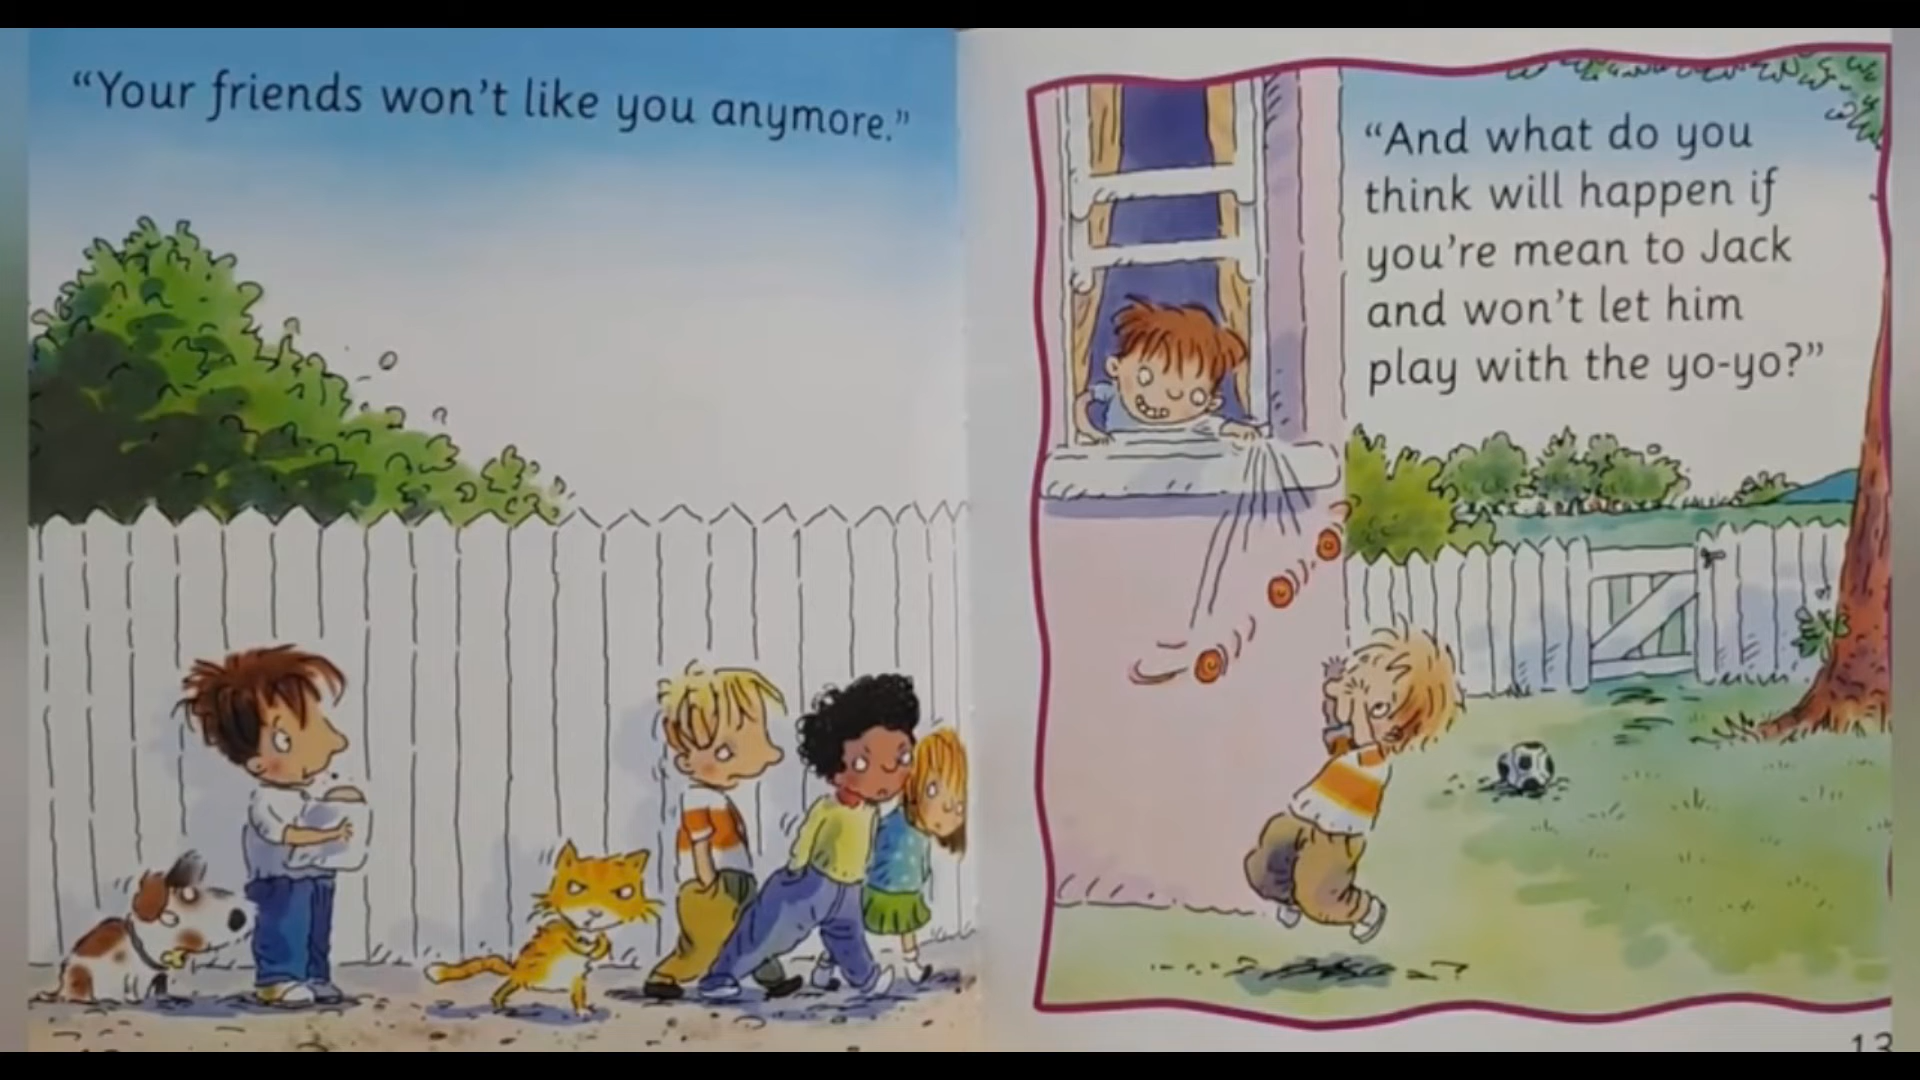 “Your friends won’t like you anymore.”
“And what do you
think will happen if
you’re mean to Jack
and won’t let him
play with the yo-yo?”
13